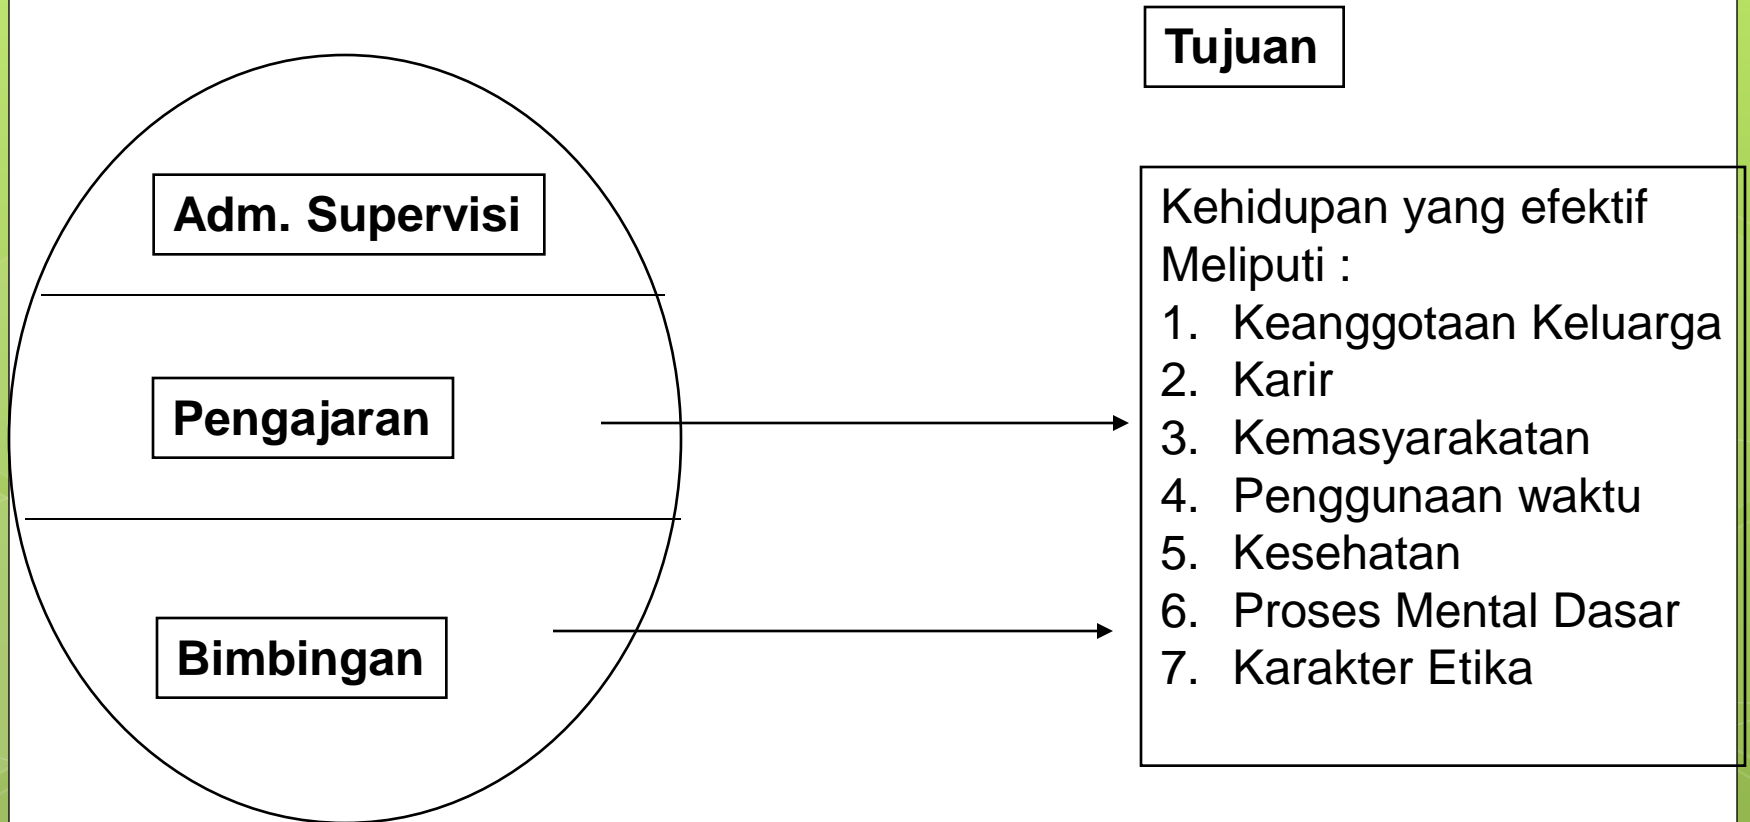 Tujuan
Adm. Supervisi
Pengajaran
Bimbingan
Kehidupan yang efektif
Meliputi :
1. Keanggotaan Keluarga
2. Karir
3. Kemasyarakatan
4. Penggunaan waktu
5. Kesehatan
6. Proses Mental Dasar
7. Karakter Etika